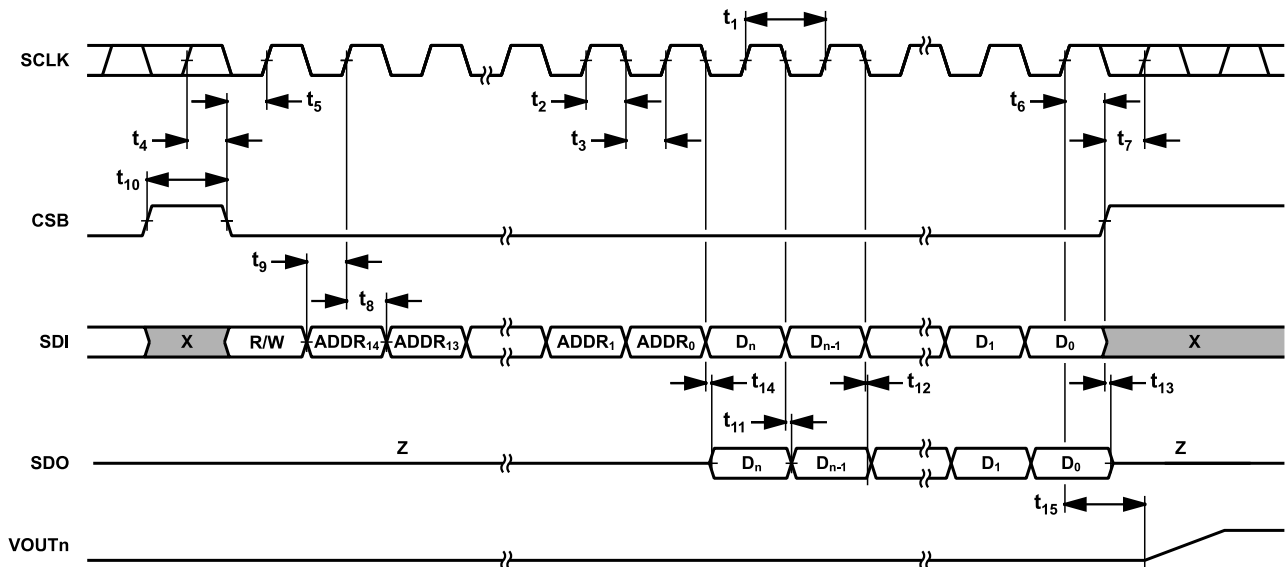 t1
SCLK
t5
t2
t6
t4
t3
t7
t10
CSB
t9
t8
SDI
X
R/W
ADDR14
ADDR13
ADDR1
ADDR0
Dn
Dn-1
D1
D0
X
t14
t12
t13
t11
SDO
Z
Dn
Dn-1
D1
D0
Z
t15
VOUTn